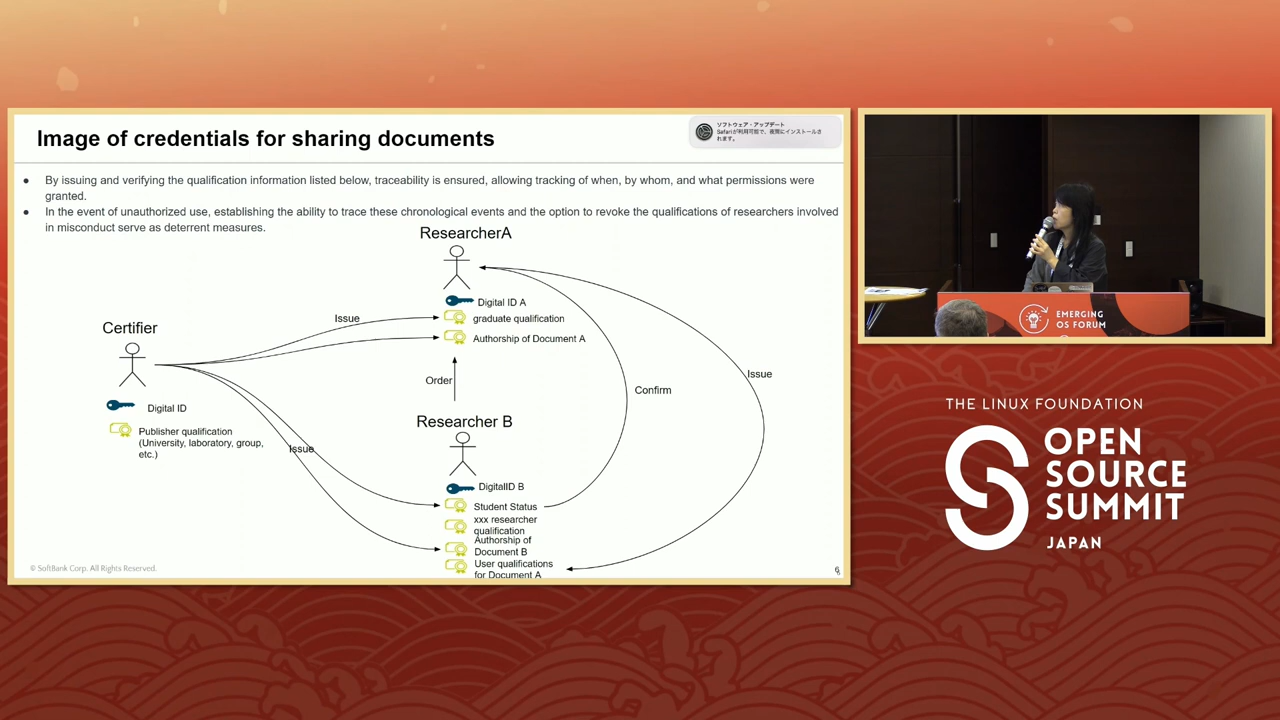 Image of credentials for sharing documents
ソフトウェア・アップデート
Safariが利用可能で、夜間にインストールさ
れます。
● By issuing and verifying the qualification information listed below, traceability is ensured, allowing tracking of when, by whom, and what permissions were
granted.
● In the event of unauthorized use, establishing the ability to trace these chronological events and the option to revoke the qualifications of researchers involved
in misconduct serve as deterrent measures.
ResearcherA
Digital ID A
graduate qualification
Authorship of Document A
Issue
Certifier
Digital ID
Publisher qualification
(University, laboratory, group,
etc.)
Issue
Order
Confirm
Issue
Researcher B
DigitalID B
Student Status
xxx researcher
qualification
Authorship of
Document B
User qualifications
for Document A
© SoftBank Corp. All Rights Reserved.
6
EMERGING
OS FORUM
THE LINUX FOUNDATION
OPEN
SOURCE
SUMMIT
JAPAN